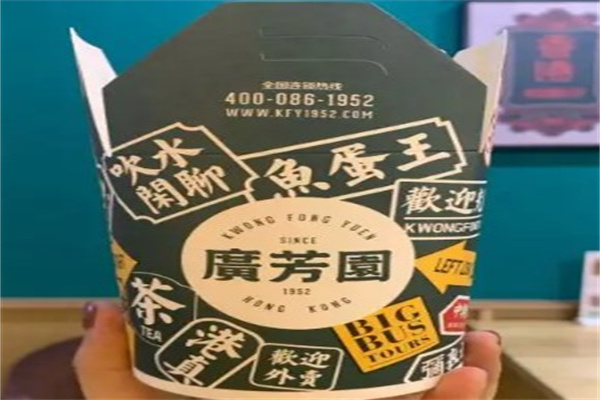 全国连锁热线
400-086-1952
WWW.KFY1952.COM
吹水
閑聊
魚蛋王
歡迎
KWONGF
KWONG FONG YUEN
SINCE
廣芳園
1952
HONG KONG
LEFT
茶
TEA
港真
歡迎
外賣
BIG
BUS
TOURS